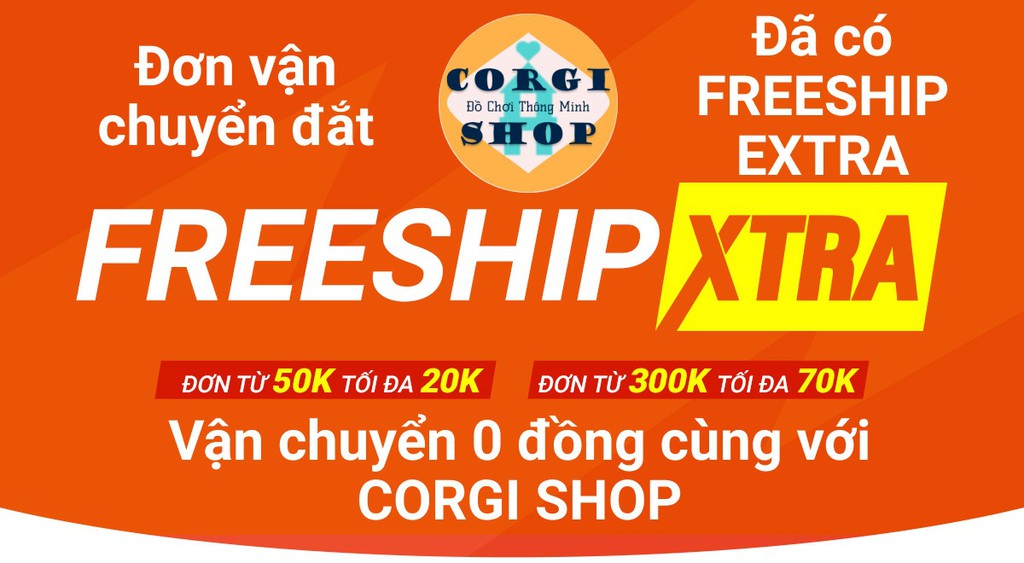 Đơn vận
chuyển đắt
CORGI
Đồ Chơi Thông Minh
SHOP
Đã có
FREESHIP
EXTRA
FREESHIP XTRA
ĐƠN TỪ 50K TỐI ĐA 20K
ĐƠN TỪ 300K TỐI ĐA 70K
Vận chuyển 0 đồng cùng với
CORGI SHOP